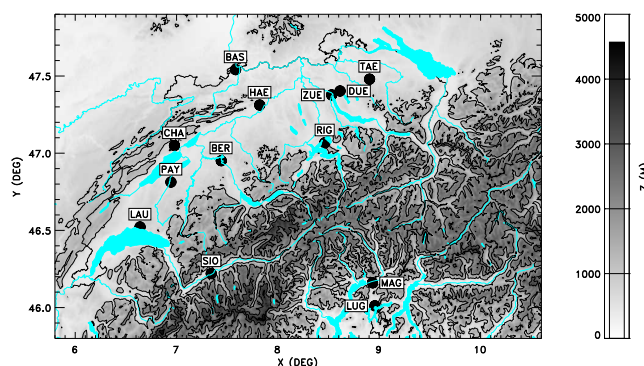 5000
BAS
47.5
TAE
4000
HAE
ZUE
DUE
CHA
RIG
47.0
BER
3000
Y (DEG)
PAY
Z (M)
LAU
46.5
2000
SIO
MAG
1000
46.0
LUG
0
6
7
8
9
10
X (DEG)